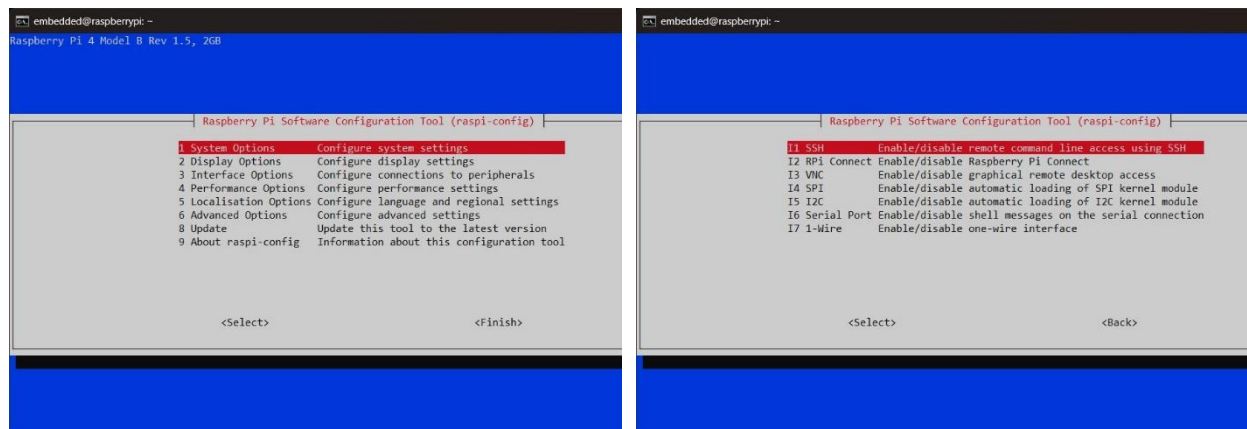 embedded@raspberrypi: ~
Raspberry Pi 4 Model B Rev 1.5, 2GB
Raspberry Pi Software Configuration Tool (raspi-config)
1 System Options Configure system settings
2 Display Options Configure display settings
3 Interface Options Configure connections to peripherals
4 Performance Options Configure performance settings
5 Localisation Options Configure language and regional settings
6 Advanced Options Configure advanced settings
8 Update Update this tool to the latest version
9 About raspi-config Information about this configuration tool
<Select> <Finish>
embedded@raspberrypi: ~
Raspberry Pi Software Configuration Tool (raspi-config)
I1 SSH Enable/disable remote command line access using SSH
I2 RPi Connect Enable/disable Raspberry Pi Connect
I3 VNC Enable/disable graphical remote desktop access
I4 SPI Enable/disable automatic loading of SPI kernel module
I5 I2C Enable/disable automatic loading of I2C kernel module
I6 Serial Port Enable/disable shell messages on the serial connection
I7 1-Wire Enable/disable one-wire interface
<Select> <Back>